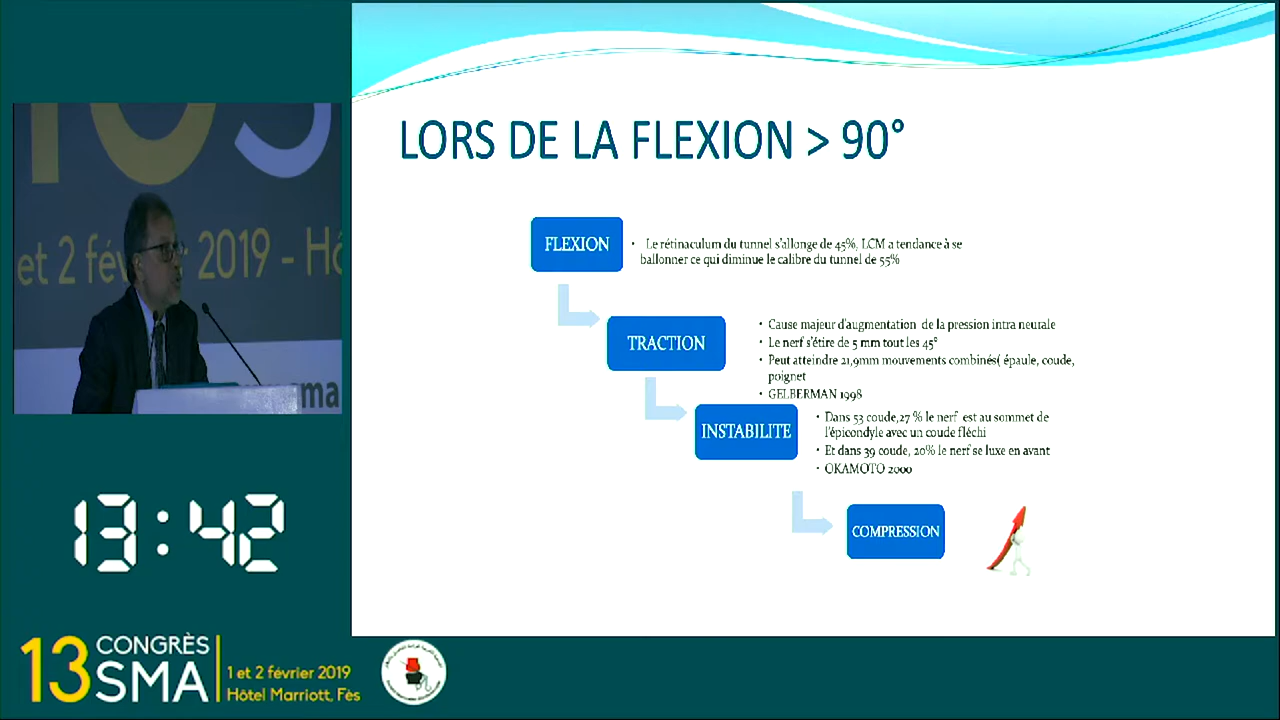 LORS DE LA FLEXION > 90°
FLEXION
• Le rétinaculum du tunnel s'allonge de 45%, LCM a tendance à se
ballonner ce qui diminue le calibre du tunnel de 55%
TRACTION
• Cause majeur d'augmentation de la pression intra neurale
• Le nerf s'étire de 5 mm tout les 45°
• Peut atteindre 21,9mm mouvements combinés( épaule, coude,
poignet
• GELBERMAN 1998
INSTABILITE
• Dans 53 coude,27 % le nerf est au sommet de
l'épicondyle avec un coude fléchi
• Et dans 39 coude, 20% le nerf se luxe en avant
• OKAMOTO 2000
COMPRESSION
et 2 fév 2019 - Hô
ma
13:42
13 CONGRÈS
SMA
1 et 2 février 2019
Hôtel Marriott, Fès